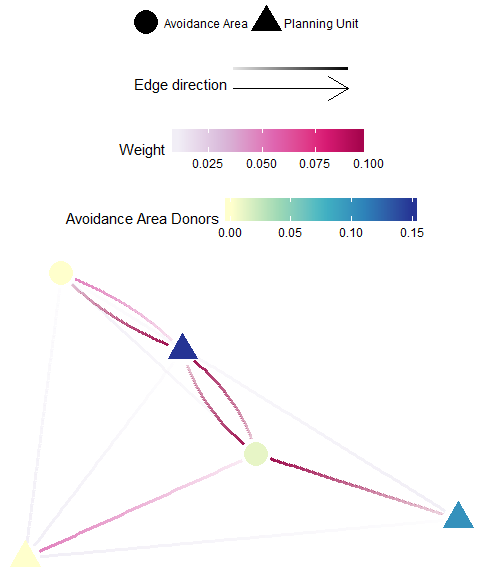 Avoidance Area Planning Unit
Edge direction
Weight
0.025 0.050 0.075 0.100
Avoidance Area Donors
0.00 0.05 0.10 0.15